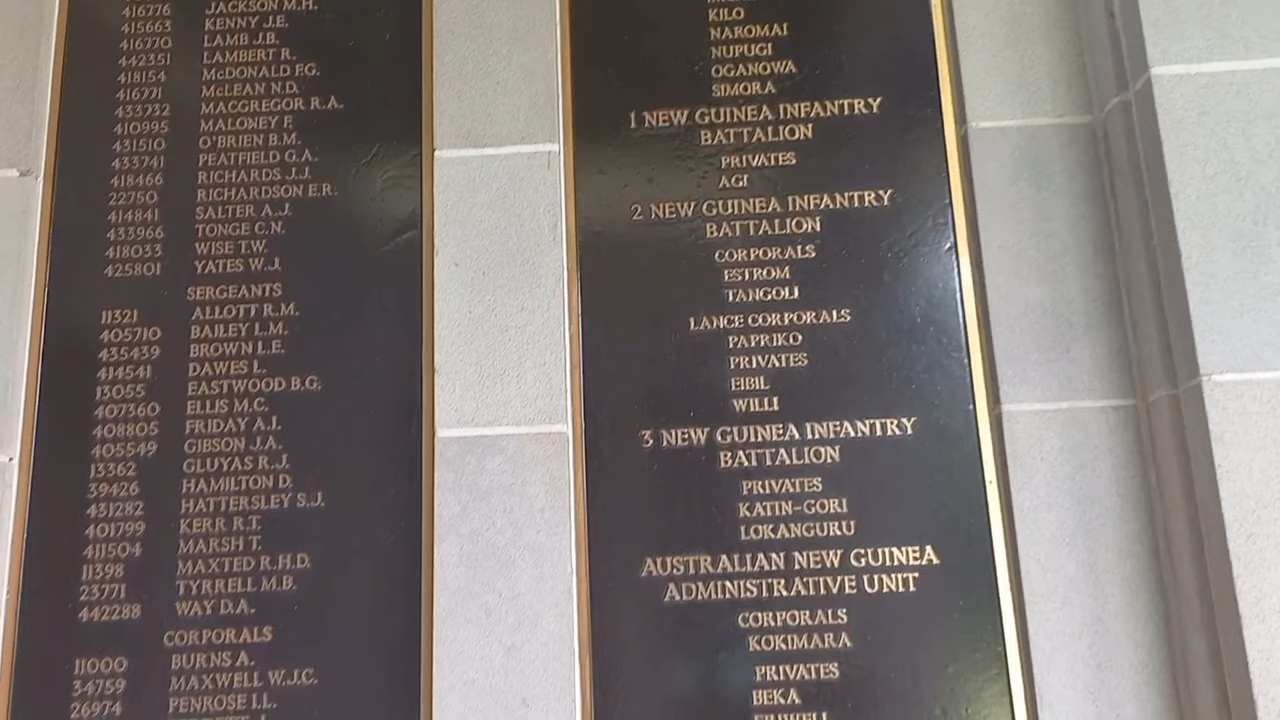 416776 JACKSON M.H.
415663 KENNY J.E.
416770 LAMB J.B.
442351 LAMBERT R.
418154 McDONALD F.G.
416771 McLEAN N.D.
433732 MACGREGOR R.A.
410995 MALONEY F.
431510 O'BRIEN B.M.
433741 PEATFIELD G.A.
418466 RICHARDS J.J.
22750 RICHARDSON E.R.
414841 SALTER A.J.
433966 TONGE C.N.
418033 WISE T.W.
425801 YATES W.J.
SERGEANTS
11321 ALLOTT R.M.
405710 BAILEY L.M.
435439 BROWN L.E.
414541 DAWES L.
13055 EASTWOOD B.G.
407360 ELLIS M.C.
408805 FRIDAY A.J.
405549 GIBSON J.A.
13362 GLUYAS R.J.
39426 HAMILTON D.
431282 HATTERSLEY S.J.
401799 KERR R.T.
411504 MARSH T.
11398 MAXTED R.H.D.
23771 TYRRELL M.B.
442288 WAY D.A.
CORPORALS
11000 BURNS A.
34759 MAXWELL W.J.C.
26974 PENROSE I.L.
KILO
NAROMAI
NUPUGI
OGANOWA
SIMORA
1 NEW GUINEA INFANTRY
BATTALION
PRIVATES
AGI
2 NEW GUINEA INFANTRY
BATTALION
CORPORALS
ESTROM
TANGOLI
LANCE CORPORALS
PAPRIKO
PRIVATES
EIBIL
WILLI
3 NEW GUINEA INFANTRY
BATTALION
PRIVATES
KATIN-GORI
LOKANGURU
AUSTRALIAN NEW GUINEA
ADMINISTRATIVE UNIT
CORPORALS
KOKIMARA
PRIVATES
BEKA